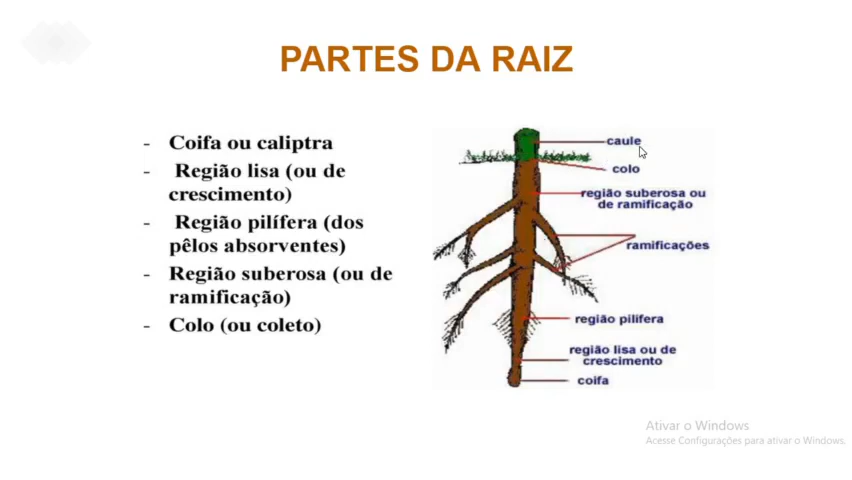 PARTES DA RAIZ
- Coifa ou caliptra
- Região lisa (ou de
crescimento)
- Região pilífera (dos
pêlos absorventes)
- Região suberosa (ou de
ramificação)
- Colo (ou coleto)
caule
colo
região suberosa ou
de ramificação
ramificações
região pilifera
região lisa ou de
crescimento
coifa
Ativar o Windows
Acesse Configurações para ativar o Windows.